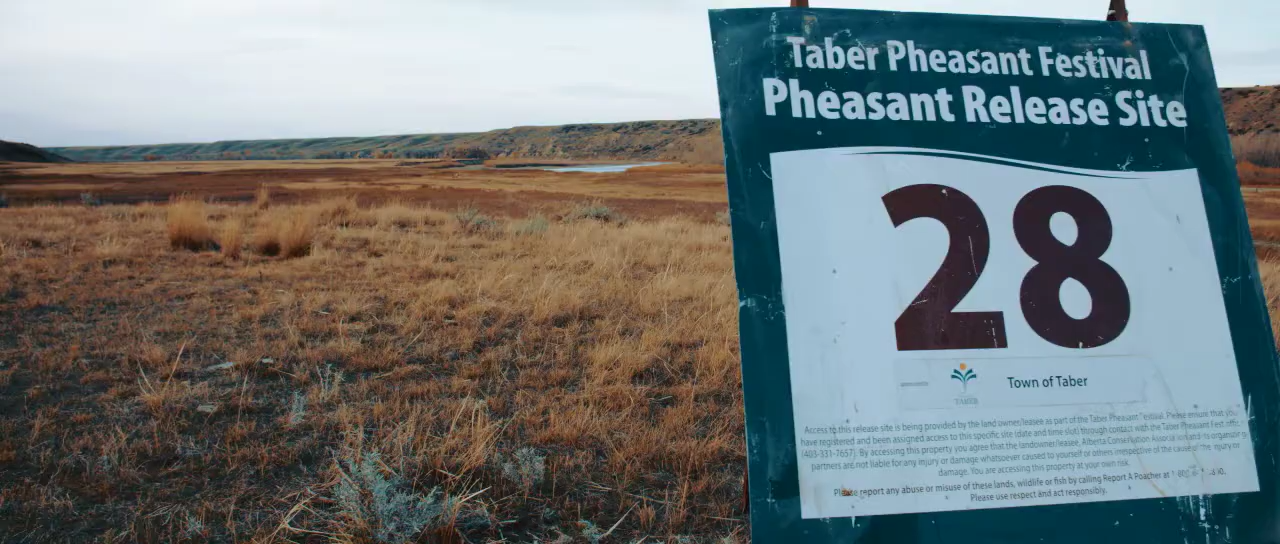 Taber Pheasant Festival
Pheasant Release Site
28
TABER
Town of Taber
Access to this release site is being provided by the land owner/leasee as part of the Taber Pheasant Festival. Please ensure that you
have registered and been assigned access to this specific site (date and time slot) through contact with the Taber Pheasant Fest office
(403-331-7657). By accessing this property you agree that the landowner/leasee, Alberta Conservation Association and its organizing
partners are not liable for any injury or damage whatsoever caused to yourself or others irrespective of the cause of the injury or
damage. You are accessing this property at your own risk.
Please report any abuse or misuse of these lands, wildlife or fish by calling Report A Poacher at
Please use respect and act responsibly.